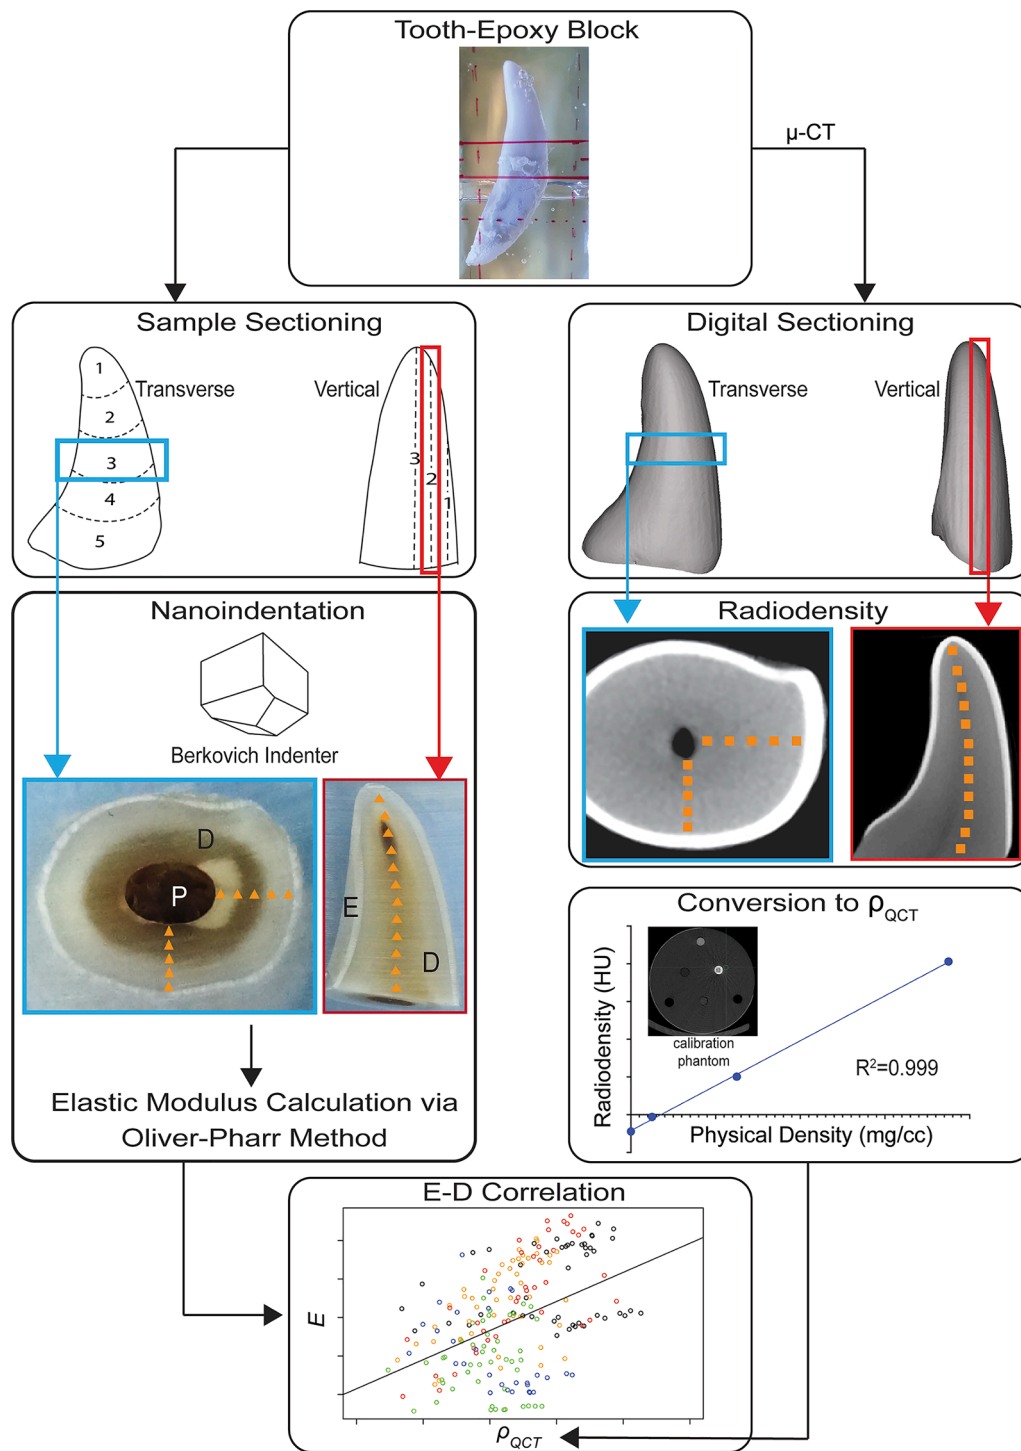 Tooth-Epoxy Block
μ-CT
Sample Sectioning
Transverse
Vertical
1
2
3
4
5
3
2
1
Digital Sectioning
Transverse
Vertical
Nanoindentation
Berkovich Indenter
D
P
E
D
Elastic Modulus Calculation via
Oliver-Pharr Method
Radiodensity
Conversion to ρQCT
Radiodensity (HU)
calibration
phantom
R²=0.999
Physical Density (mg/cc)
E-D Correlation
E
ρQCT